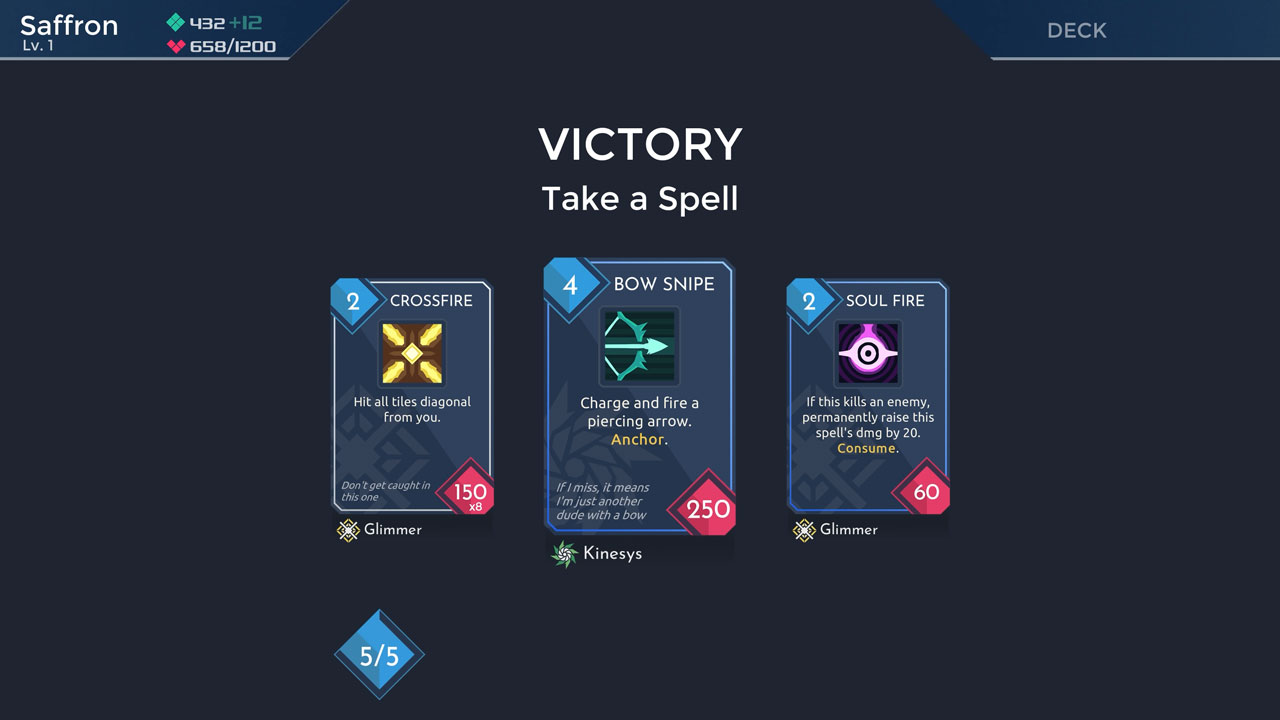 Saffron
Lv. 1
432 +12
658/1200
DECK
VICTORY
Take a Spell
2
CROSSFIRE
Hit all tiles diagonal
from you.
Don't get caught in
this one
150
x8
Glimmer
4
BOW SNIPE
Charge and fire a
piercing arrow.
Anchor.
If I miss, it means
I'm just another
dude with a bow
250
Kinesys
2
SOUL FIRE
If this kills an enemy,
permanently raise this
spell's dmg by 20.
Consume.
60
Glimmer
5/5